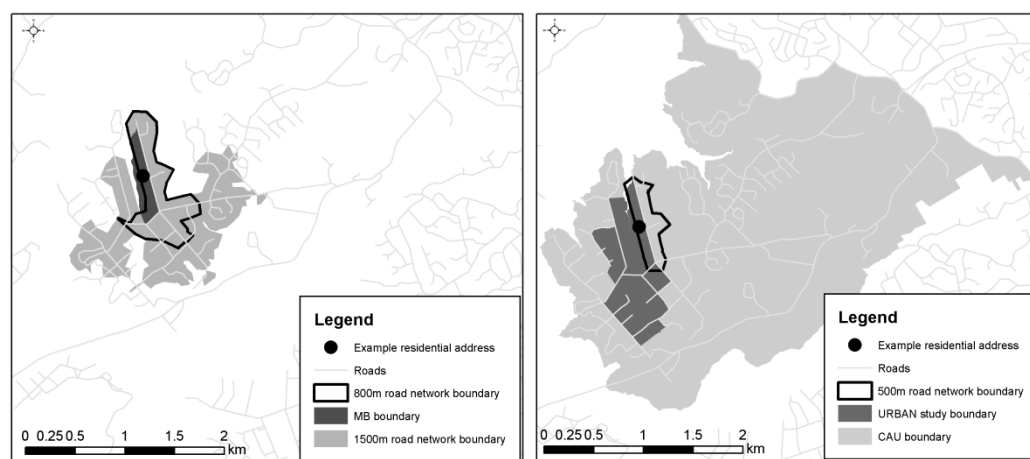 Legend
Example residential address
Roads
800m road network boundary
MB boundary
1500m road network boundary
0 0.25 0.5 1 1.5 2
km
Legend
Example residential address
Roads
500m road network boundary
URBAN study boundary
CAU boundary
0 0.25 0.5 1 1.5 2
km